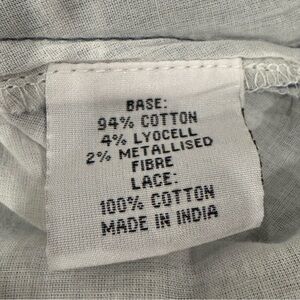 BASE:
94% COTTON
4% LYOCELL
2% METALLISED
FIBRE
LACE:
100% COTTON
MADE IN INDIA